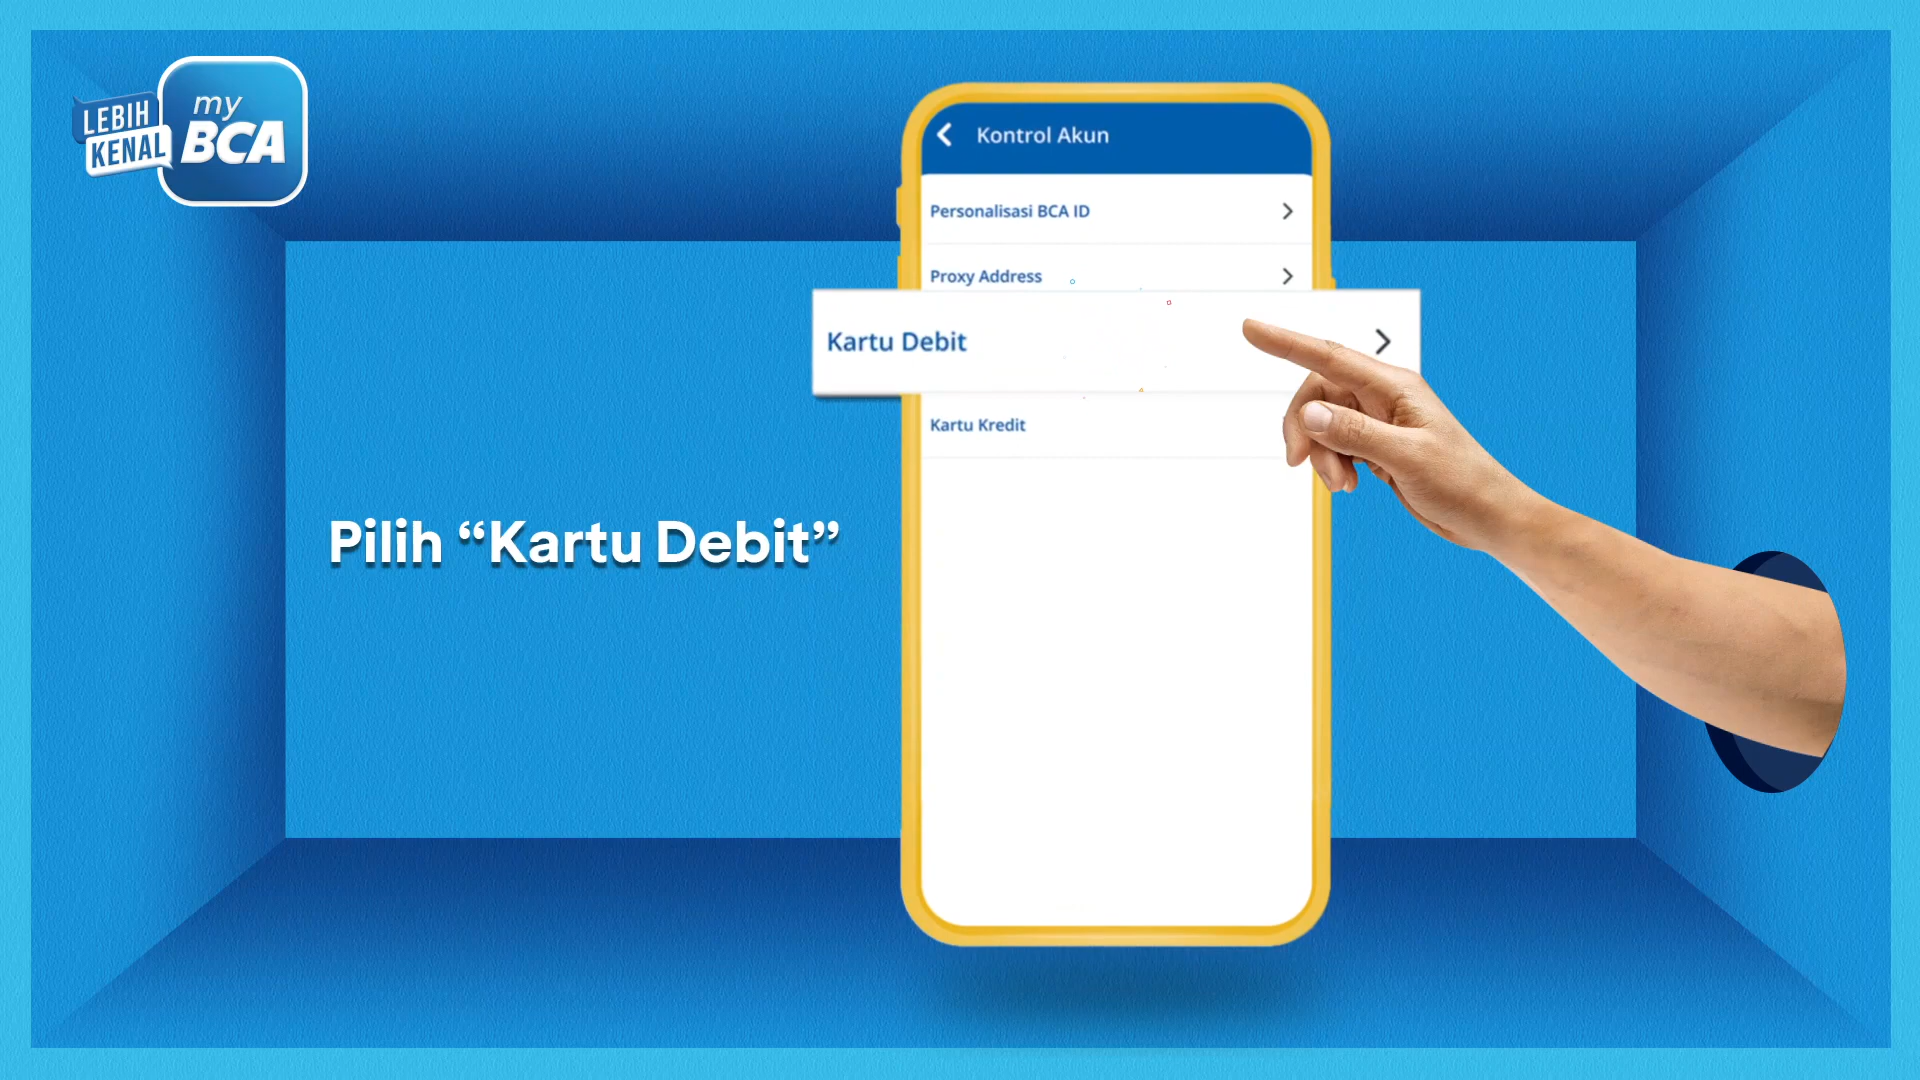 LEBIH
KENAL
my
BCA
Kontrol Akun
Personalisasi BCA ID
Proxy Address
Kartu Debit
Kartu Kredit
Pilih “Kartu Debit”